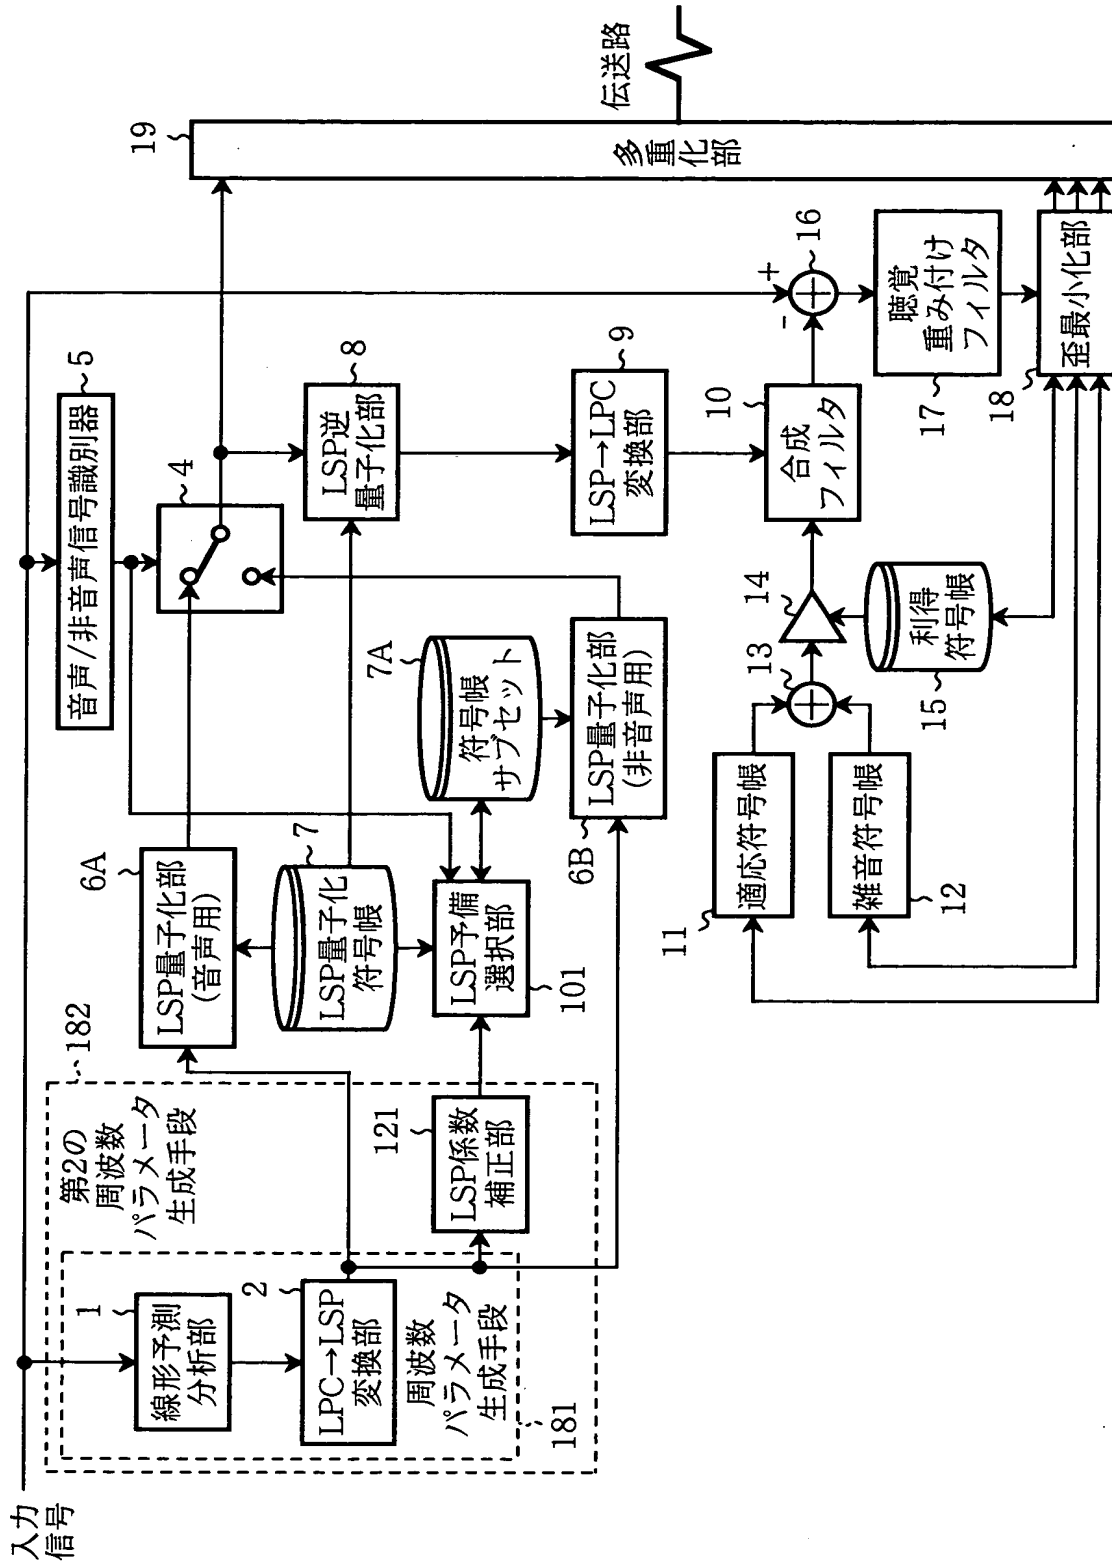 入力
信号
1
線形予測
分析部
2
LPC→LSP
変換部
周波数
パラメータ
生成手段
181
第2の
周波数
パラメータ
生成手段
182
121
LSP係数
補正部
6A
LSP量子化部
(音声用)
7
LSP量子化
符号帳
LSP予備
選択部
101
7A
符号帳
サブセット
6B
LSP量子化部
(非音声用)
5
音声/非音声信号識別器
4
8
LSP逆
量子化部
9
LSP→LPC
変換部
10
合成
フィルタ
11
適応符号帳
12
雑音符号帳
13
14
15
利得
符号帳
16
+
-
17
聴覚
重み付け
フィルタ
18
歪最小化部
19
多重化部
伝送路